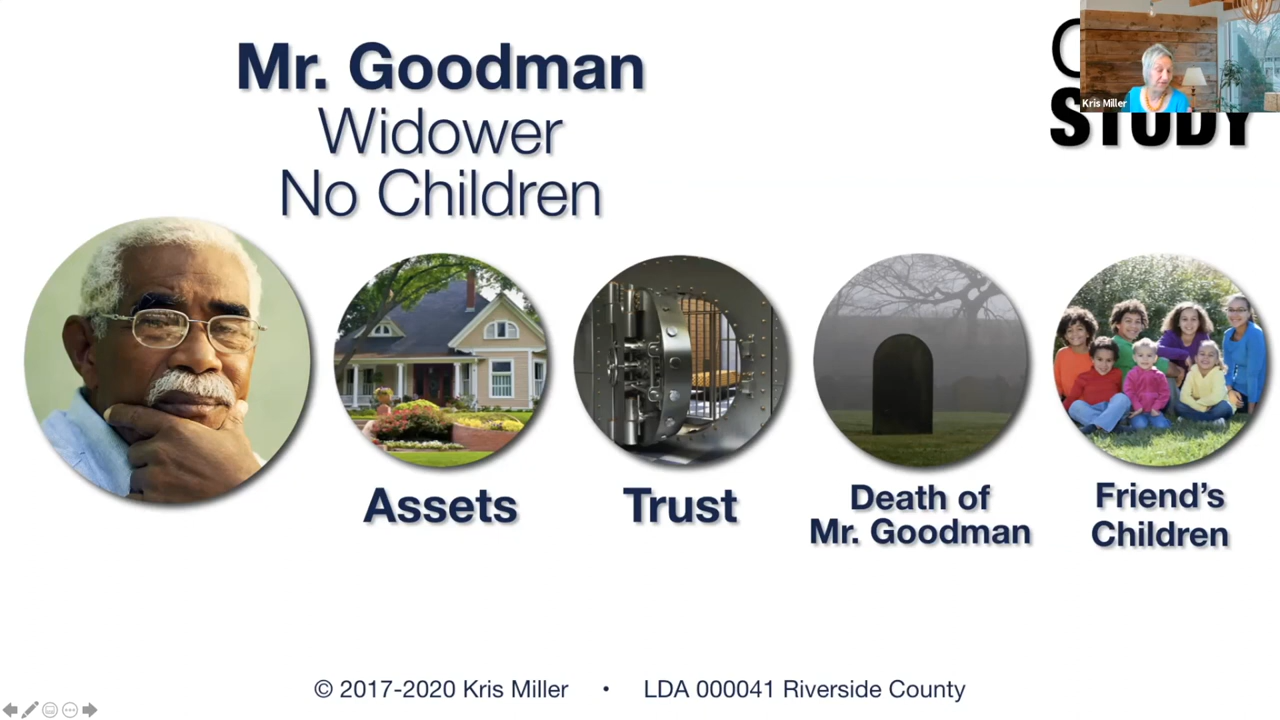 Mr. Goodman
Widower
No Children
STUDY
Kris Miller
Assets
Trust
Death of
Mr. Goodman
Friend's
Children
© 2017-2020 Kris Miller • LDA 000041 Riverside County